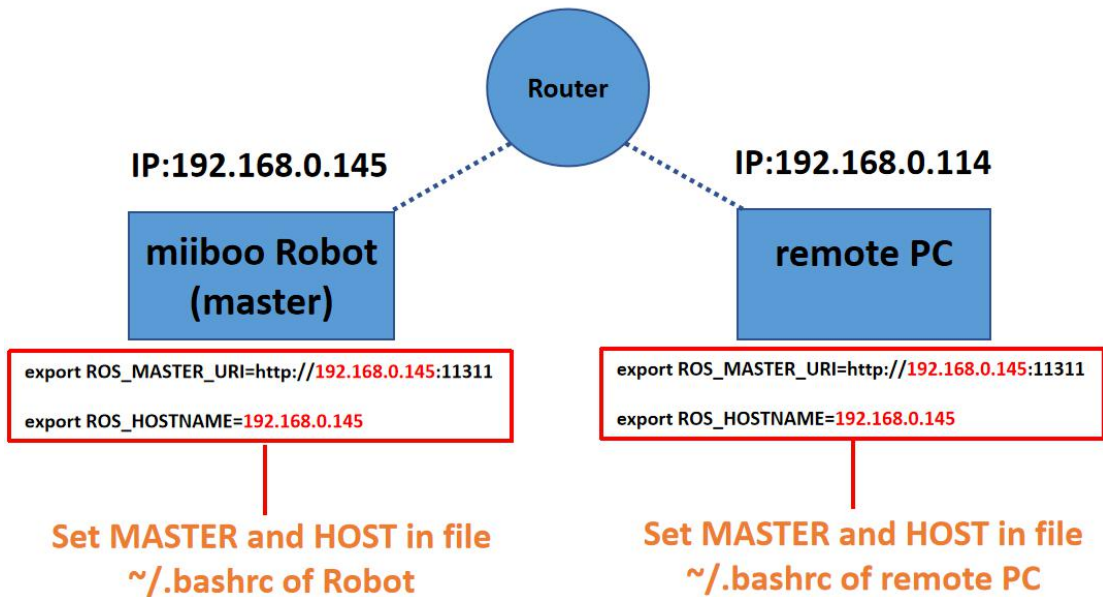 Router
IP:192.168.0.145
IP:192.168.0.114
miiboo Robot
(master)
remote PC
export ROS_MASTER_URI=http://192.168.0.145:11311
export ROS_HOSTNAME=192.168.0.145
export ROS_MASTER_URI=http://192.168.0.145:11311
export ROS_HOSTNAME=192.168.0.145
Set MASTER and HOST in file
~/.bashrc of Robot
Set MASTER and HOST in file
~/.bashrc of remote PC